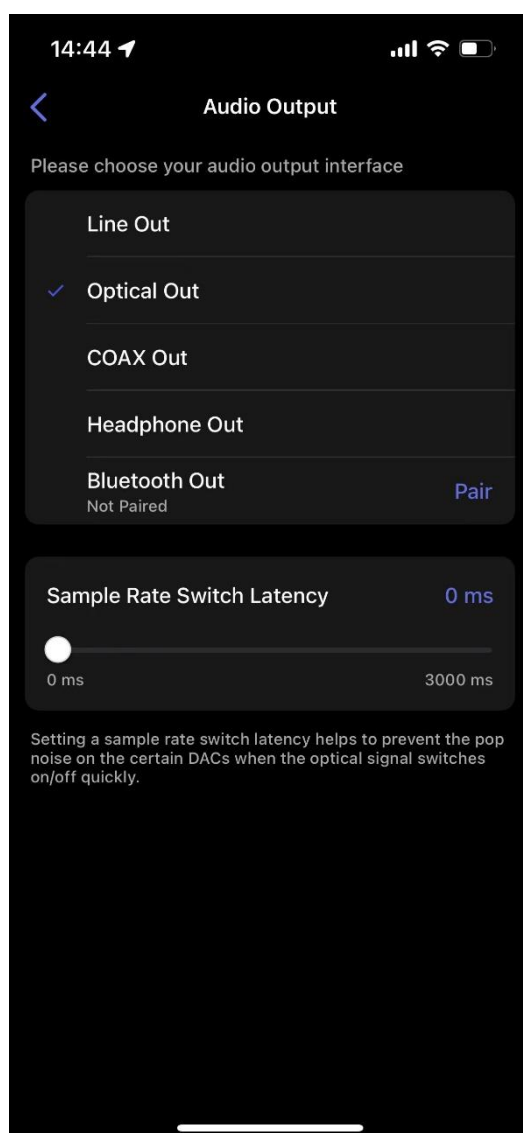 14:44
Audio Output
Please choose your audio output interface
Line Out
Optical Out
COAX Out
Headphone Out
Bluetooth Out
Not Paired
Pair
Sample Rate Switch Latency
0 ms
0 ms
3000 ms
Setting a sample rate switch latency helps to prevent the pop
noise on the certain DACs when the optical signal switches
on/off quickly.